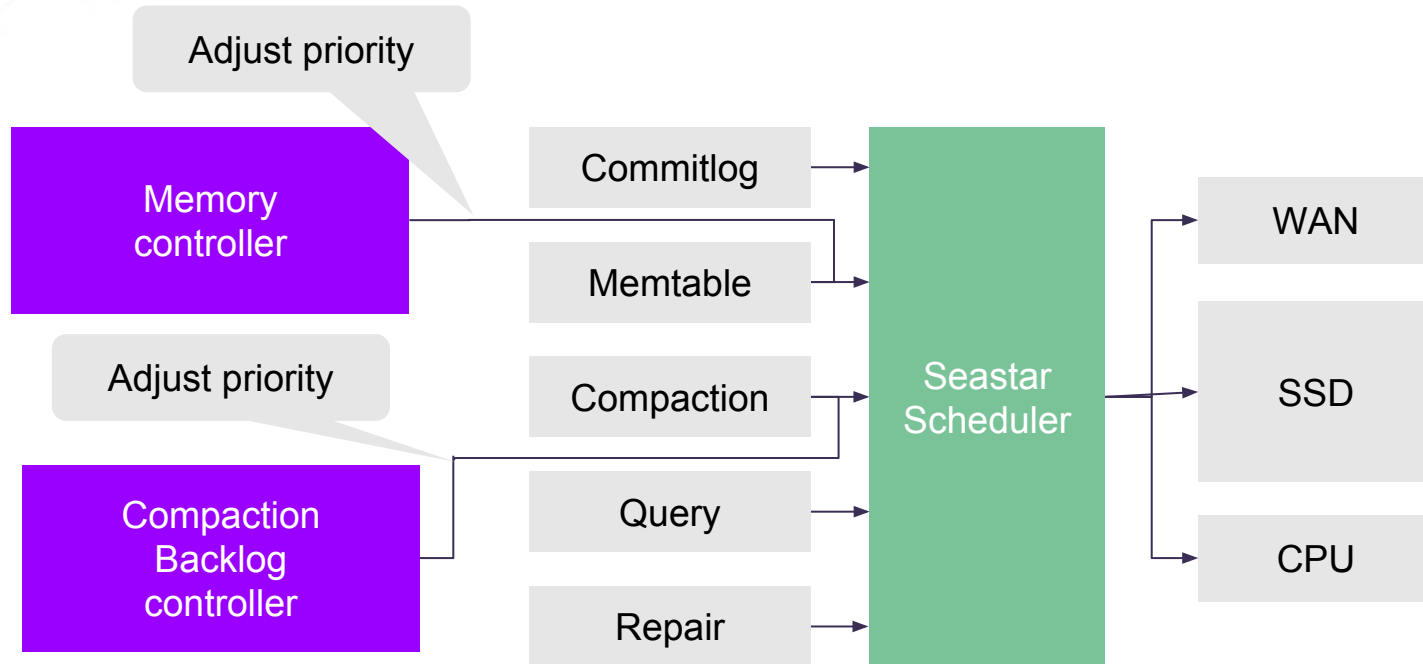 Adjust priority
Memory
controller
Commitlog
Memtable
Adjust priority
Compaction
Compaction
Backlog
controller
Query
Repair
Seastar
Scheduler
WAN
SSD
CPU